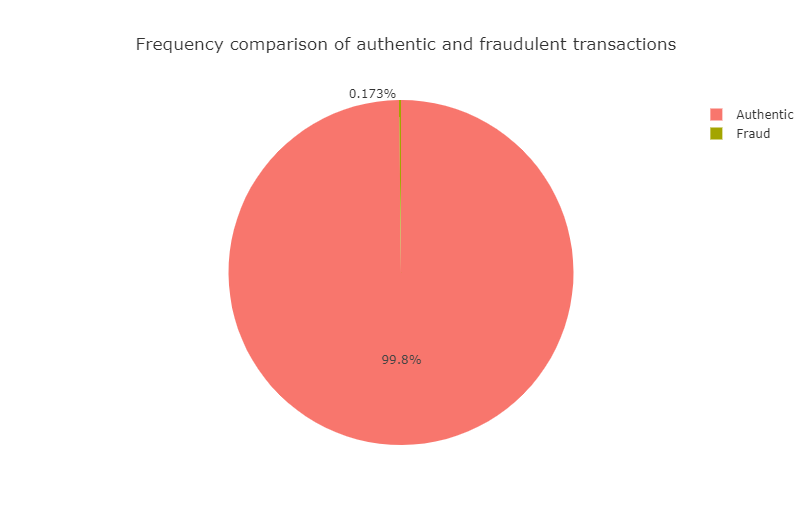 Frequency comparison of authentic and fraudulent transactions
0.173%
Authentic
Fraud
99.8%